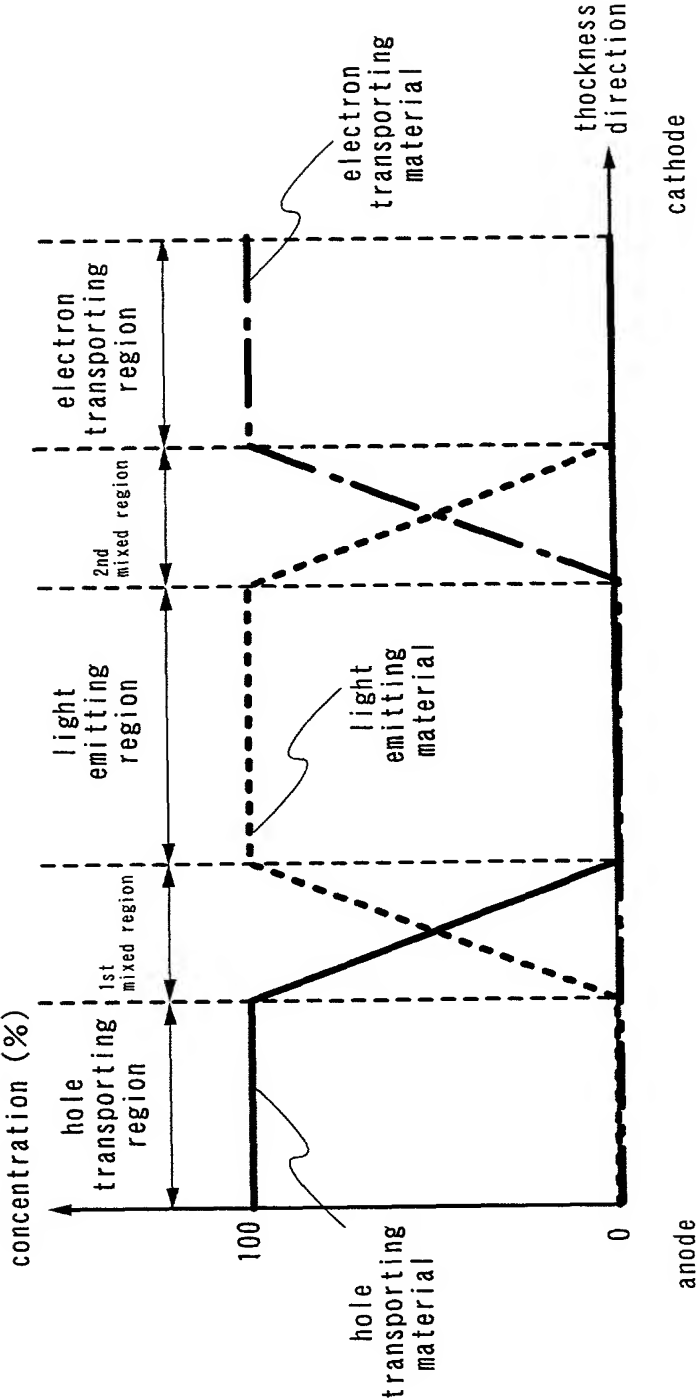 concentration (%)
hole
transporting
region
1st
mixed region
light
emitting
region
2nd
mixed region
electron
transporting
region
100
0
hole
transporting
material
light
emitting
material
electron
transporting
material
thockness
direction
anode
cathode